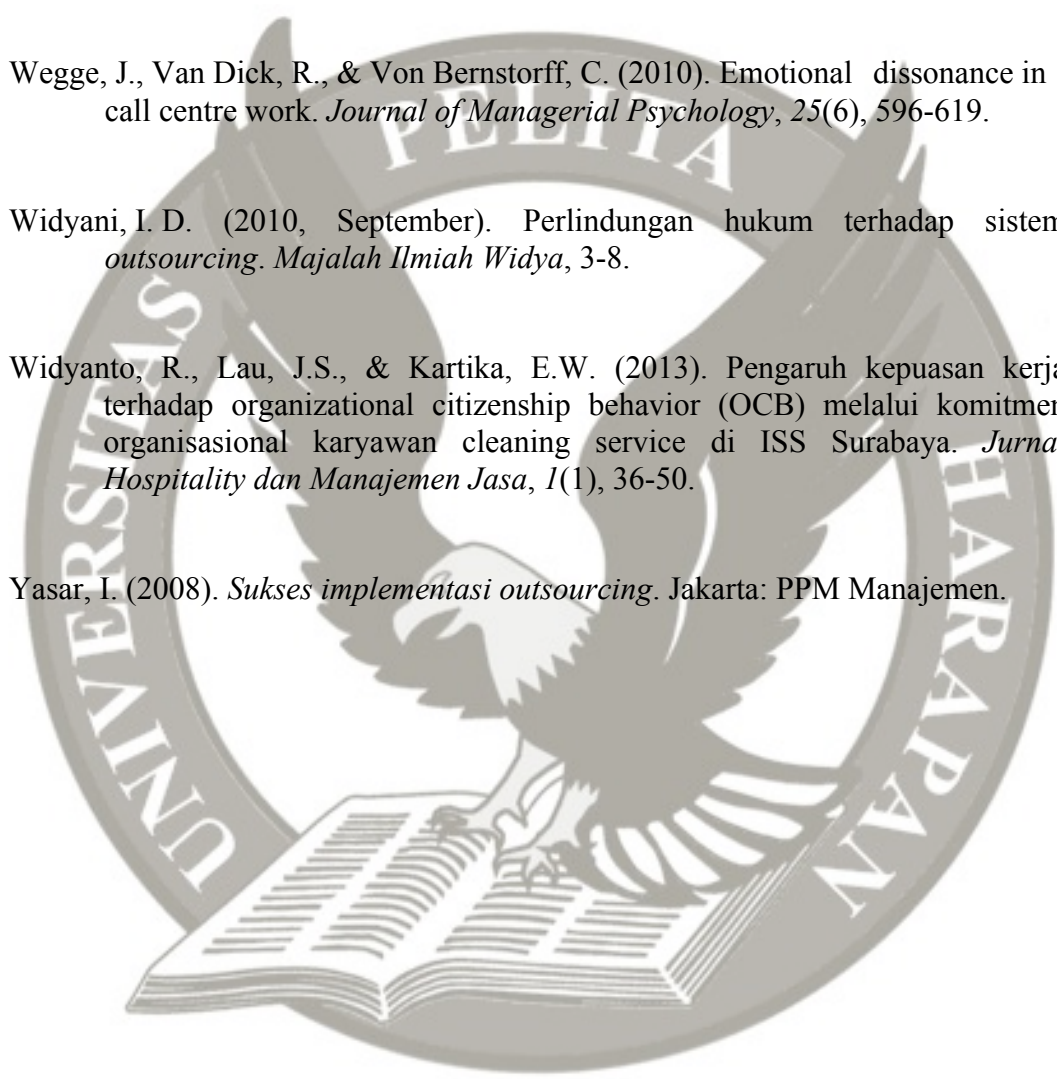 Wegge, J., Van Dick, R., & Von Bernstorff, C. (2010). Emotional dissonance in
call centre work. Journal of Managerial Psychology, 25(6), 596-619.
Widyani, I. D. (2010, September). Perlindungan hukum terhadap sistem
outsourcing. Majalah Ilmiah Widya, 3-8.
Widyanto, R., Lau, J.S., & Kartika, E.W. (2013). Pengaruh kepuasan kerja
terhadap organizational citizenship behavior (OCB) melalui komitmen
organisasional karyawan cleaning service di ISS Surabaya. Jurna
Hospitality dan Manajemen Jasa, 1(1), 36-50.
Yasar, I. (2008). Sukses implementasi outsourcing. Jakarta: PPM Manajemen.
UNIVERSITAS
PELITA
HARAPAN